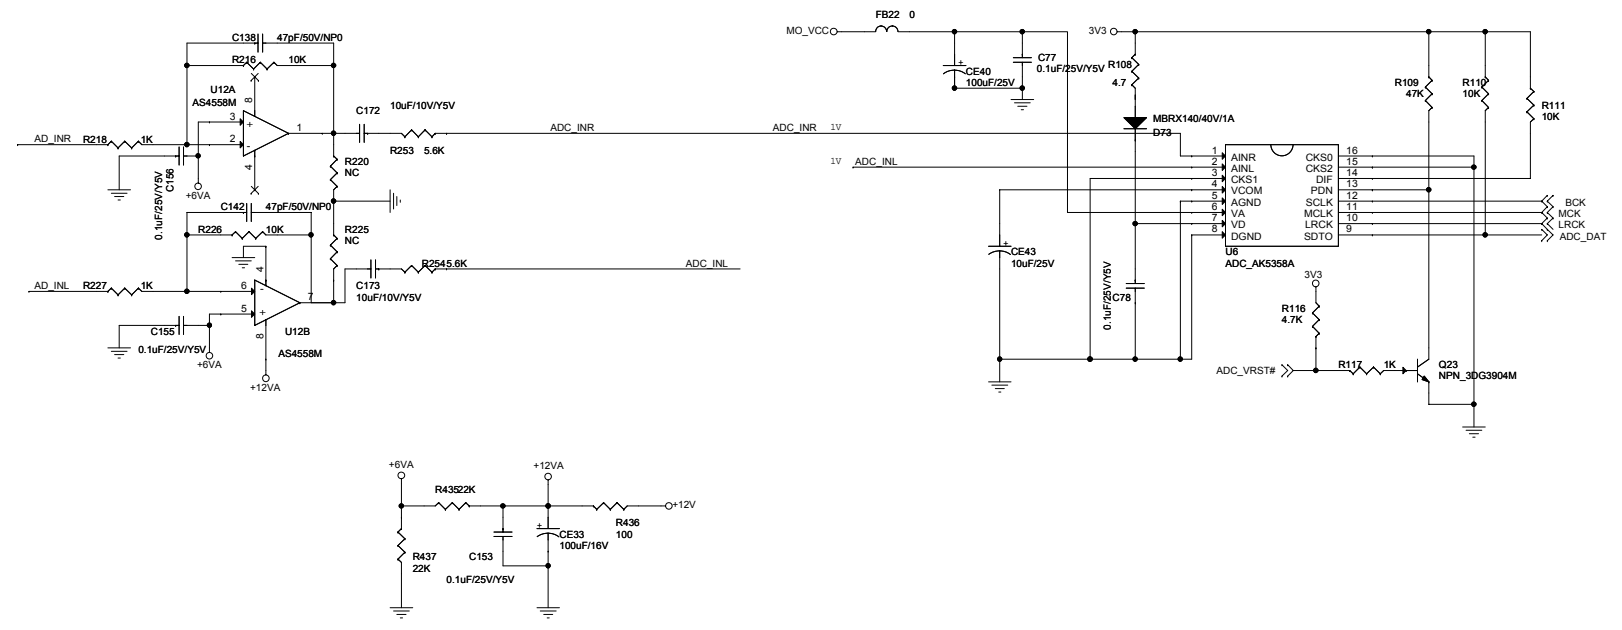 C138 47pF/50V/NP0
R216 10K
U12A
AS4558M
8
3
+
2
-
1
4
AD_INR
R218 1K
C156
0.1uF/25V/Y5V
+6VA
C172
10uF/10V/Y5V
R253 5.6K
ADC_INR
ADC_INR
1V
R220
NC
C142 47pF/50V/NP0
R226 10K
R225
NC
4
6
-
5
+
7
8
AD_INL
R227 1K
U12B
AS4558M
C155
0.1uF/25V/Y5V
+6VA
+12VA
C173
10uF/10V/Y5V
R254 5.6K
ADC_INL
1V
ADC_INL
FB22 0
MO_VCC
+
CE40
100uF/25V
C77
0.1uF/25V/Y5V
3V3
R108
4.7
MBRX140/40V/1A
D73
R109
47K
R110
10K
R111
10K
1 AINR CKS0 16
2 AINL CKS2 15
3 CKS1 DIF 14
4 VCOM PDN 13
5 AGND SCLK 12
6 VA MCLK 11
7 VD LRCK 10
8 DGND SDTO 9
U6
ADC_AK5358A
BCK
MCK
LRCK
ADC_DAT
+
CE43
10uF/25V
C78
0.1uF/25V/Y5V
3V3
R116
4.7K
ADC_VRST#
R117 1K
Q23
NPN_3DG3904M
+6VA
R435 22K
+12VA
R436
100
+12V
R437
22K
C153
0.1uF/25V/Y5V
+
CE33
100uF/16V